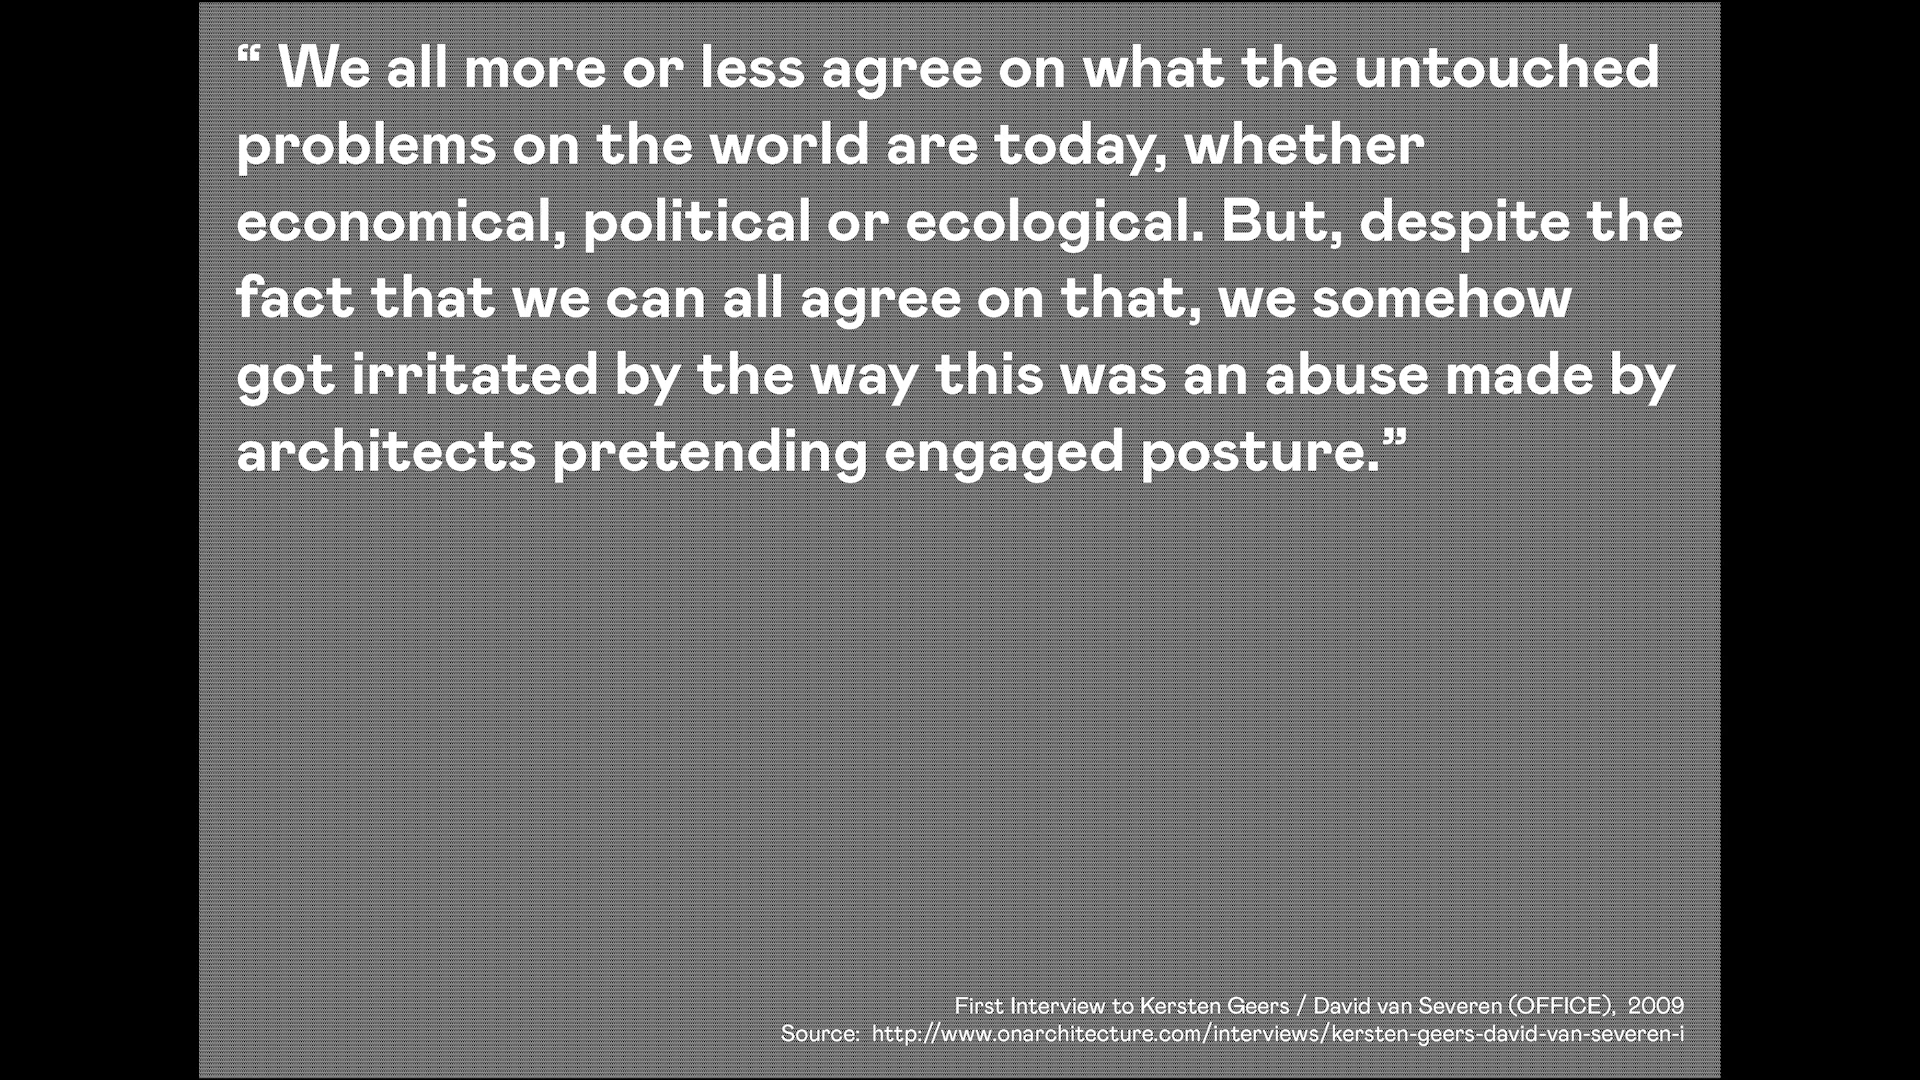 “ We all more or less agree on what the untouched
problems on the world are today, whether
economical, political or ecological. But, despite the
fact that we can all agree on that, we somehow
got irritated by the way this was an abuse made by
architects pretending engaged posture.”
First Interview to Kersten Geers / David van Severen (OFFICE), 2009
Source: http://www.onarchitecture.com/interviews/kersten-geers-david-van-severen-i